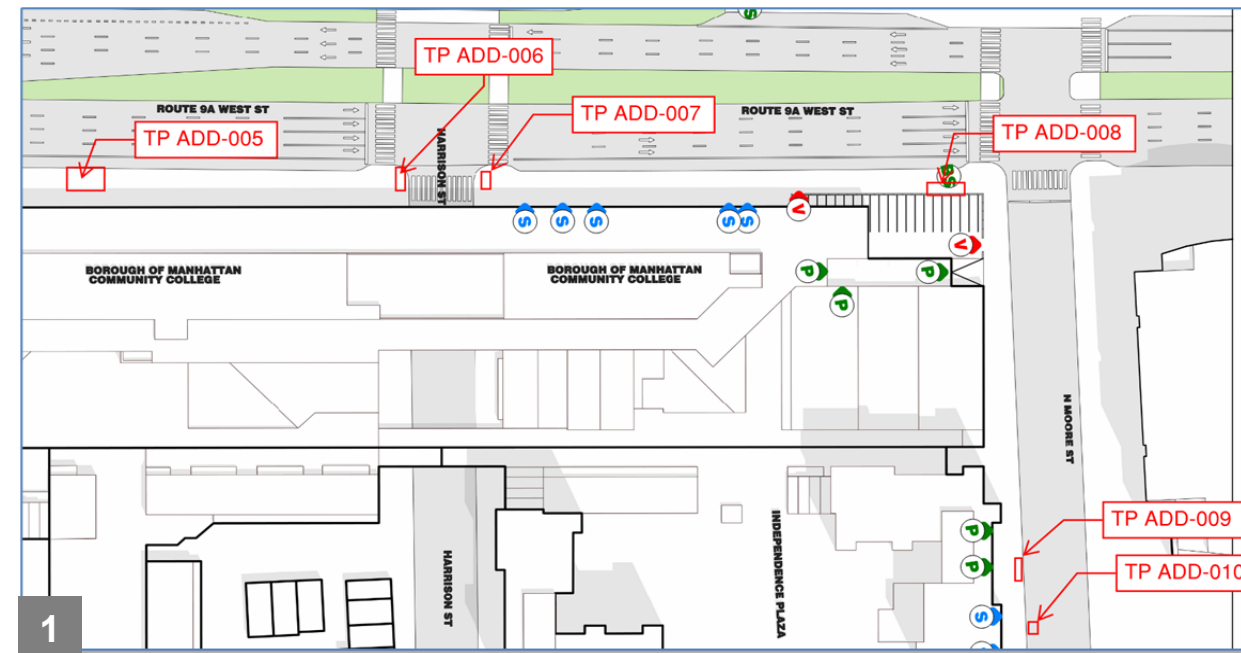 S
TP ADD-006
TP ADD-007
ROUTE 9A WEST ST
ROUTE 9A WEST ST
TP ADD-005
TP ADD-008
HARRISON ST
DS
V
S
S
S
S
S
V
BOROUGH OF MANHATTAN
COMMUNITY COLLEGE
BOROUGH OF MANHATTAN
COMMUNITY COLLEGE
P
P
P
N MOORE ST
TP ADD-009
P
INDEPENDENCE PLAZA
P
TP ADD-010
HARRISON ST
S
1